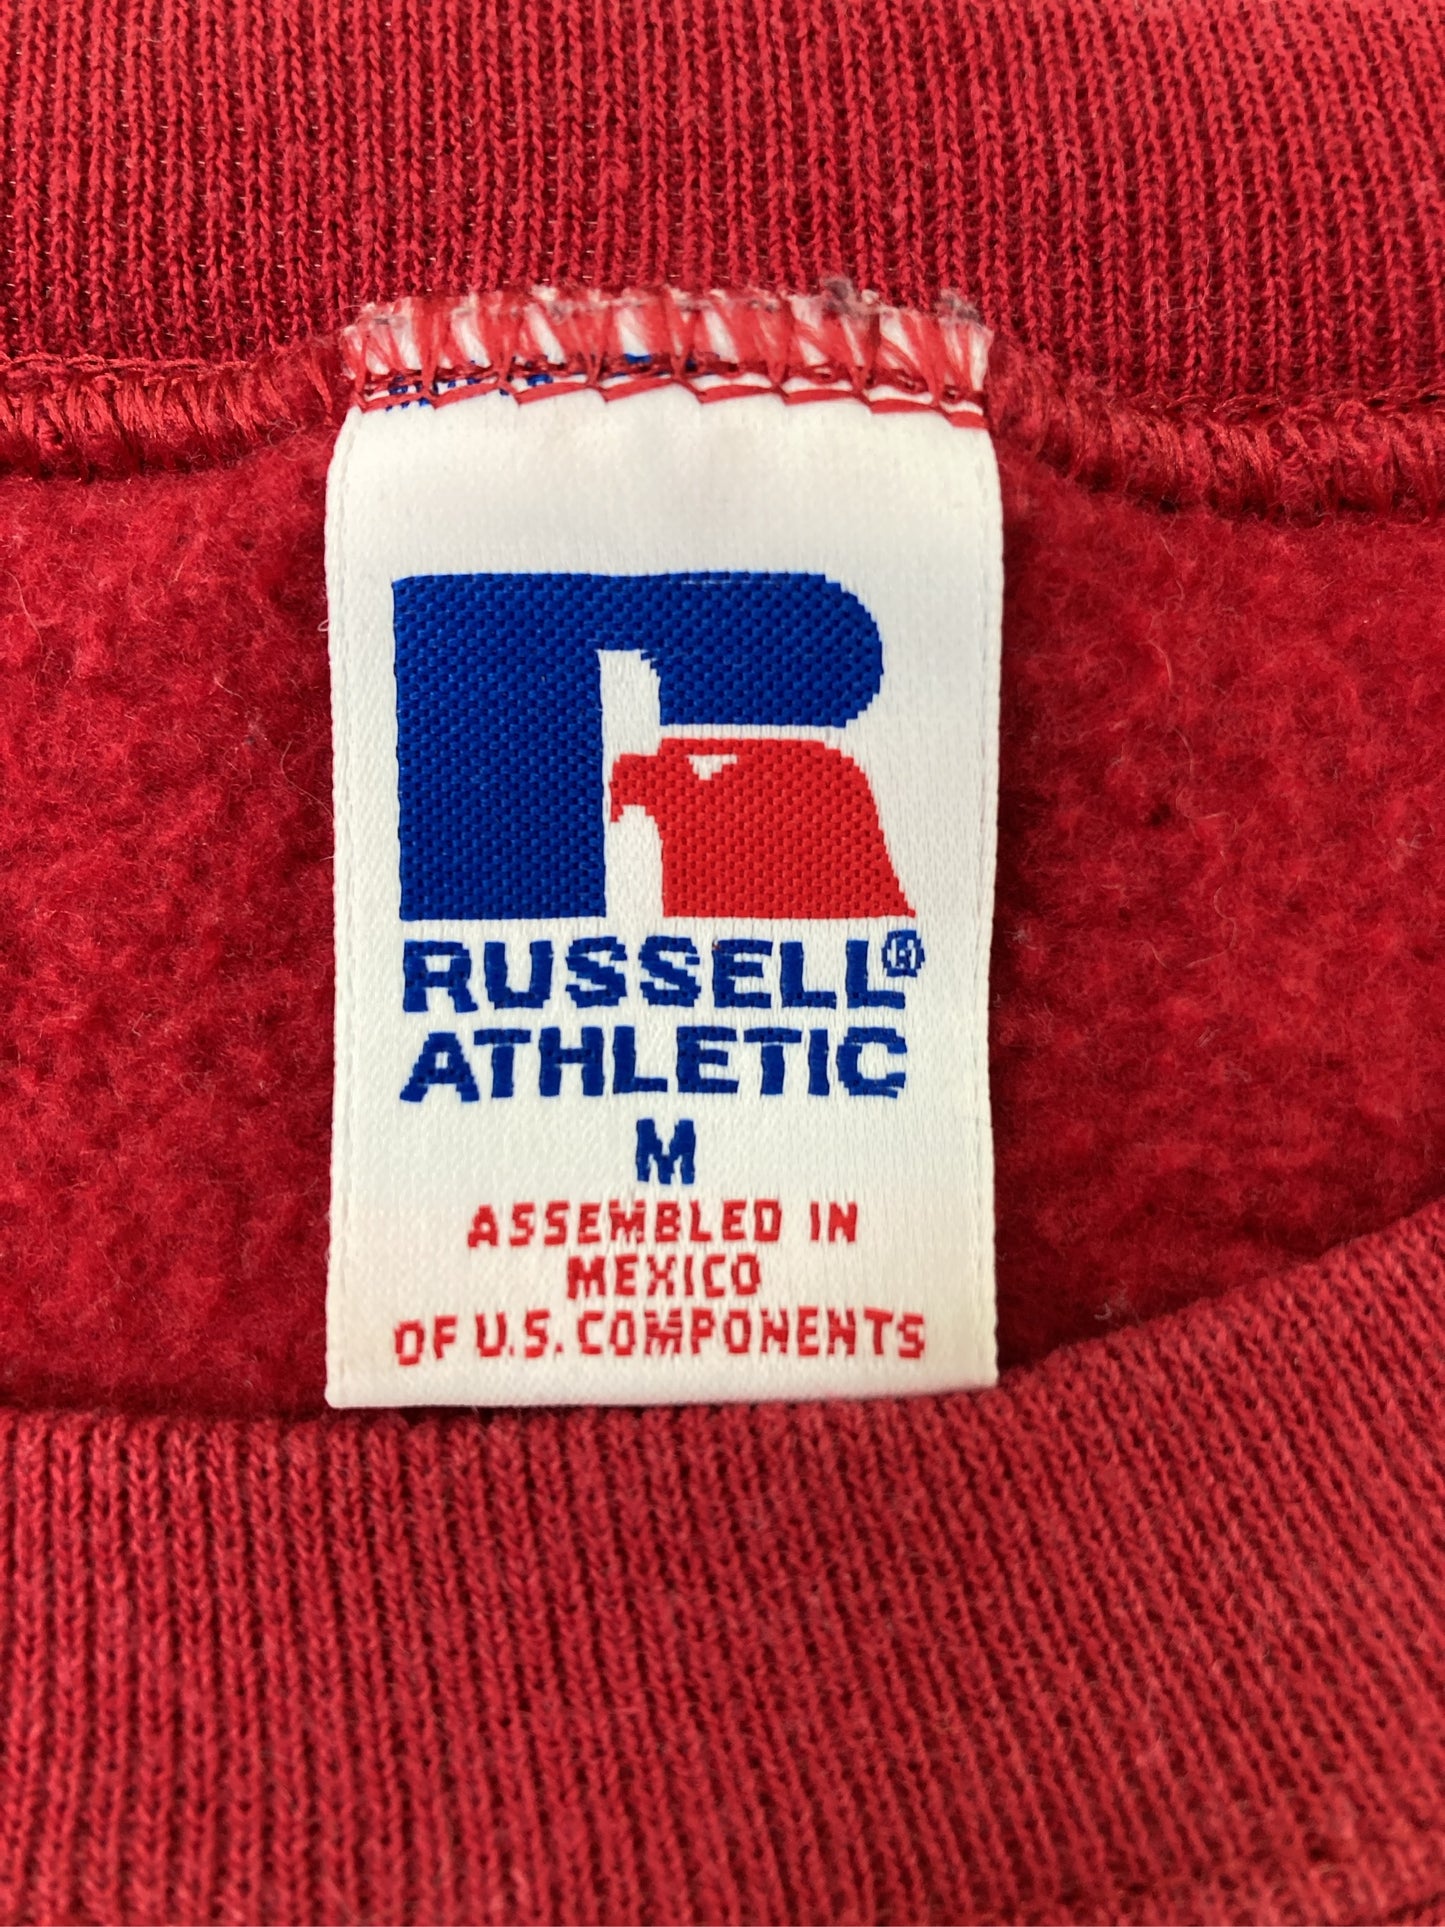 RUSSELL®
ATHLETIC
M
ASSEMBLED IN
MEXICO
OF U.S. COMPONENTS